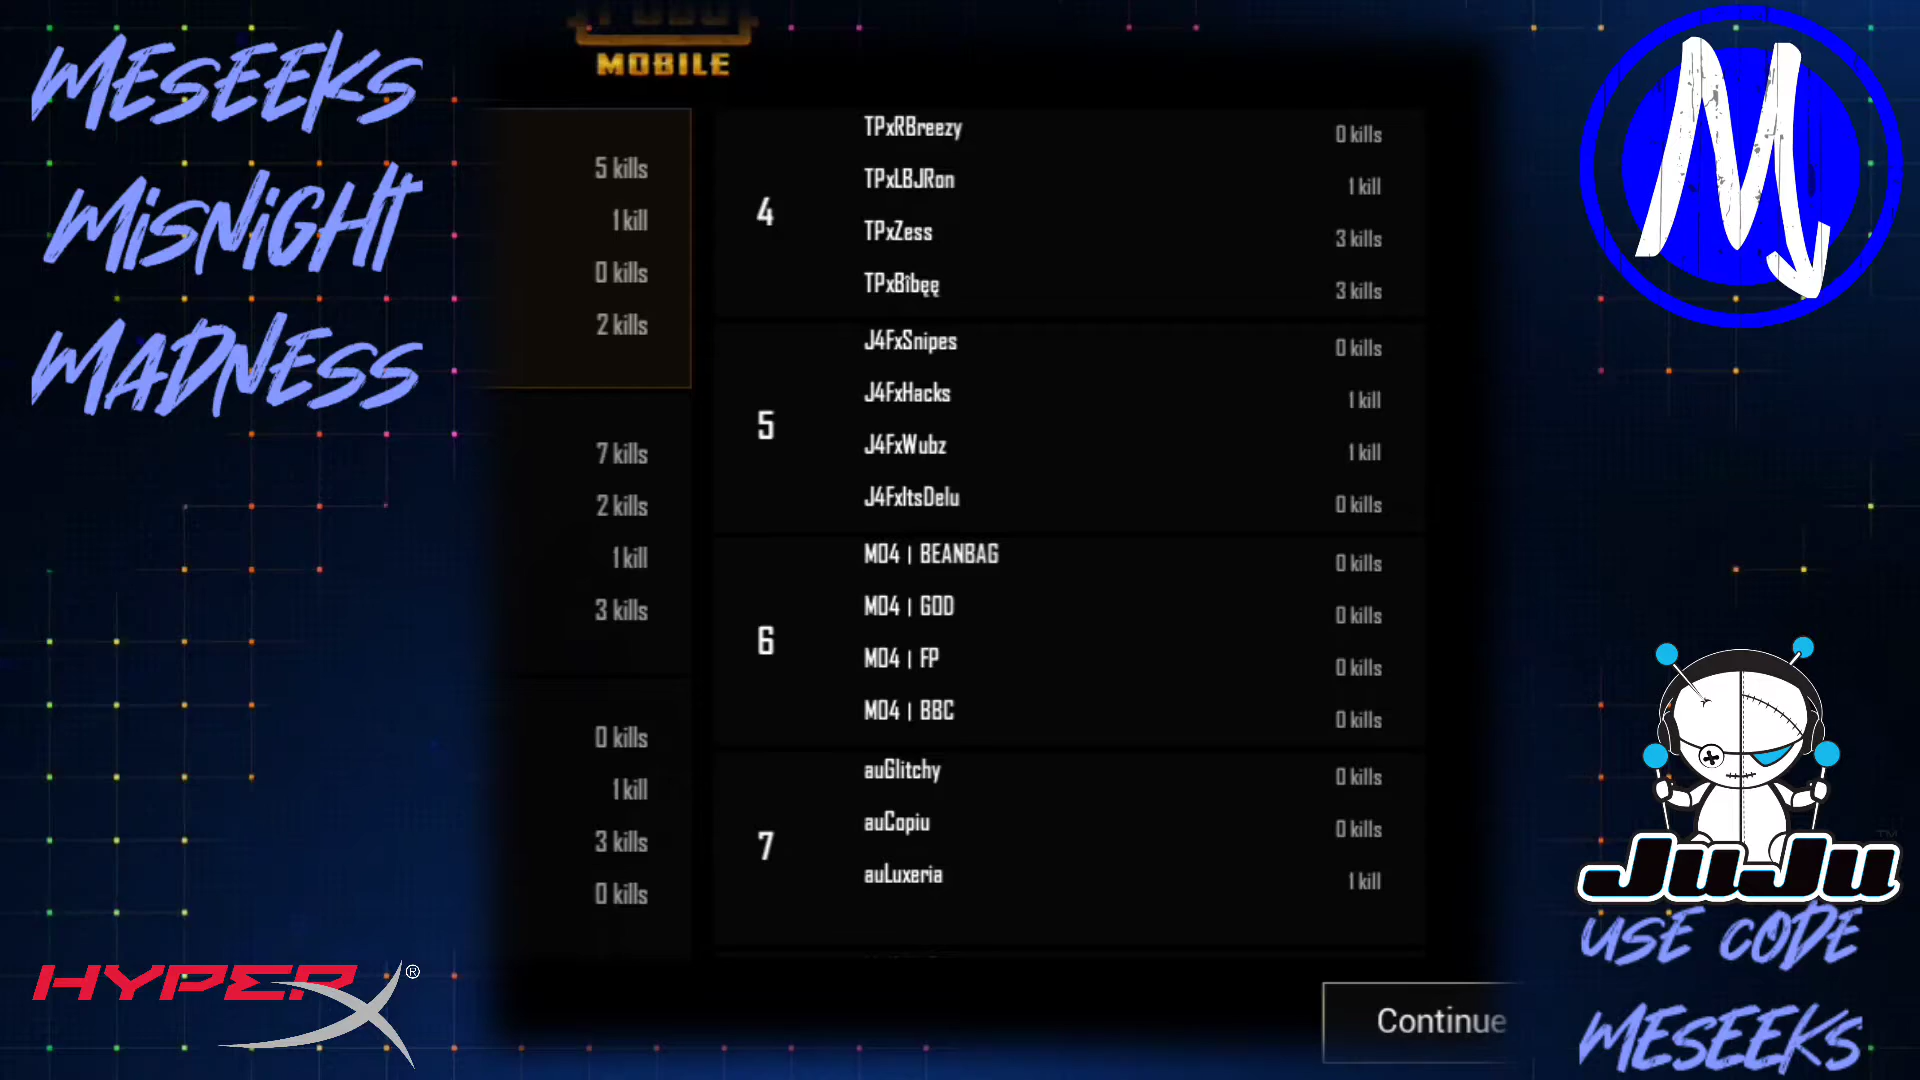 MESEEKS
MiSNiGHT
MADNESS
HYPERX®
MOBILE
5 kills
1 kill
0 kills
2 kills
7 kills
2 kills
1 kill
3 kills
0 kills
1 kill
3 kills
0 kills
4
TPxRBreezy 0 kills
TPxLBJRon 1 kill
TPxZess 3 kills
TPxBîbęę 3 kills
5
J4FxSnipes 0 kills
J4FxHacks 1 kill
J4FxWubz 1 kill
J4FxItsDelu 0 kills
6
M04 | BEANBAG 0 kills
M04 | GOD 0 kills
M04 | FP 0 kills
M04 | BBC 0 kills
7
auGlitchy 0 kills
auCopiu 0 kills
auLuxeria 1 kill
Continue
M
JuJu™
USE CODE
MESEEKS